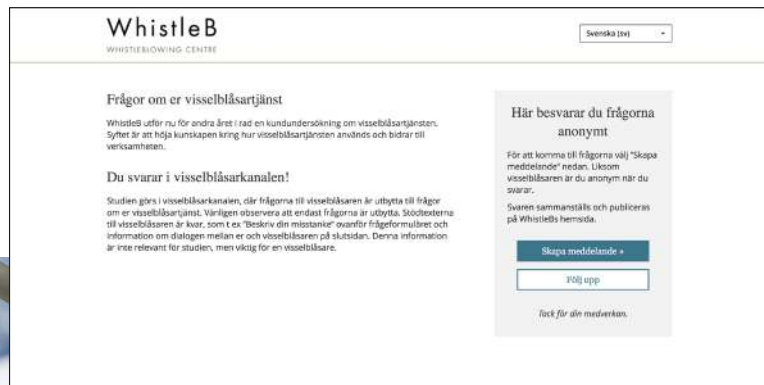 WhistleB
WHISTLEBLOWING CENTRE
Svenska (sv)
Frågor om er visselblåsartjänst
WhistleB utför nu för andra året i rad en kundundersökning om visselblåsartjänsten.
Syftet är att höja kunskapen kring hur visselblåsartjänsten används och bidrar till
verksamheten.
Du svarar i visselblåsarkanalen!
Studien görs i visselblåsarkanalen, där frågorna till visselblåsaren är utbytta till frågor
om er visselblåsartjänst. Vänligen observera att endast frågorna är utbytta. Stödtexterna
till visselblåsaren är kvar, som t ex "Beskriv din misstanke" ovanför frågeformuläret och
information om dialogen mellan er och visselblåsaren på slutsidan. Denna information
är inte relevant för studien, men viktig för en visselblåsare.
Här besvarar du frågorna
anonymt
För att komma till frågorna välj "Skapa
meddelande" nedan. Liksom
visselblåsaren är du anonym när du
svarar.
Svaren sammanställs och publiceras
på WhistleBs hemsida.
Skapa meddelande »
Följ upp
Tack för din medverkan.